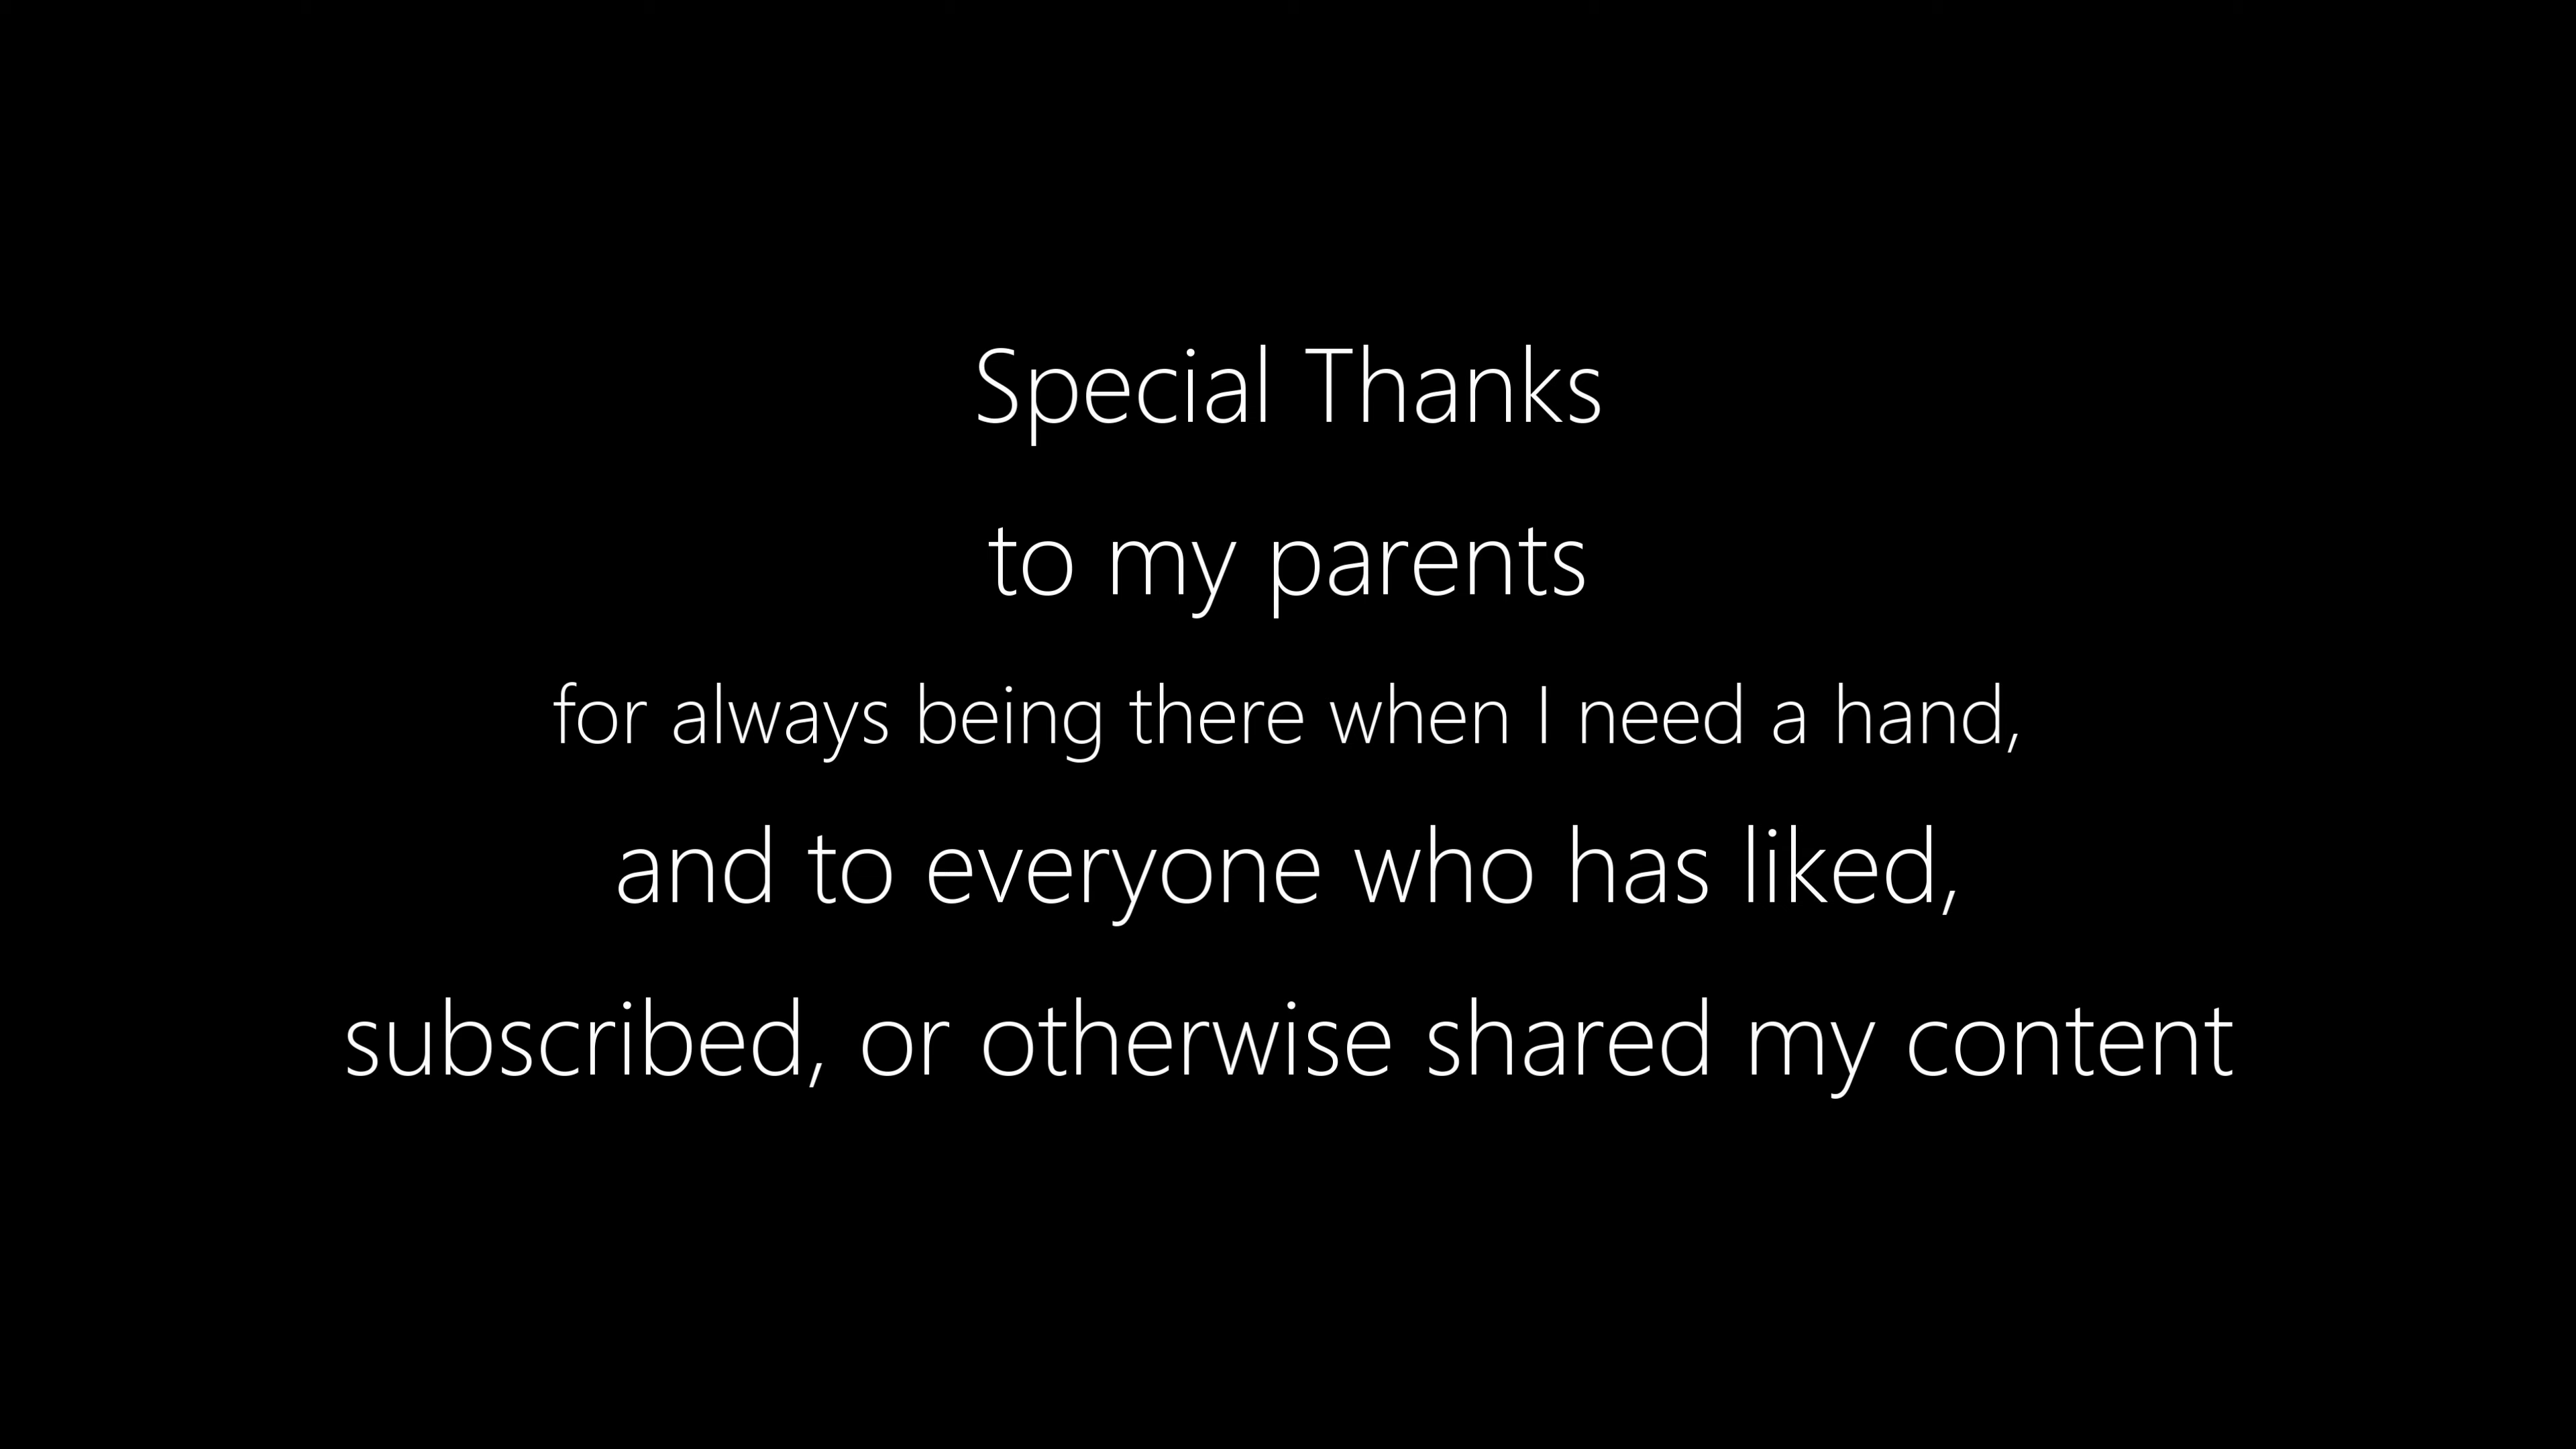 Special Thanks
to my parents
for always being there when I need a hand,
and to everyone who has liked,
subscribed, or otherwise shared my content